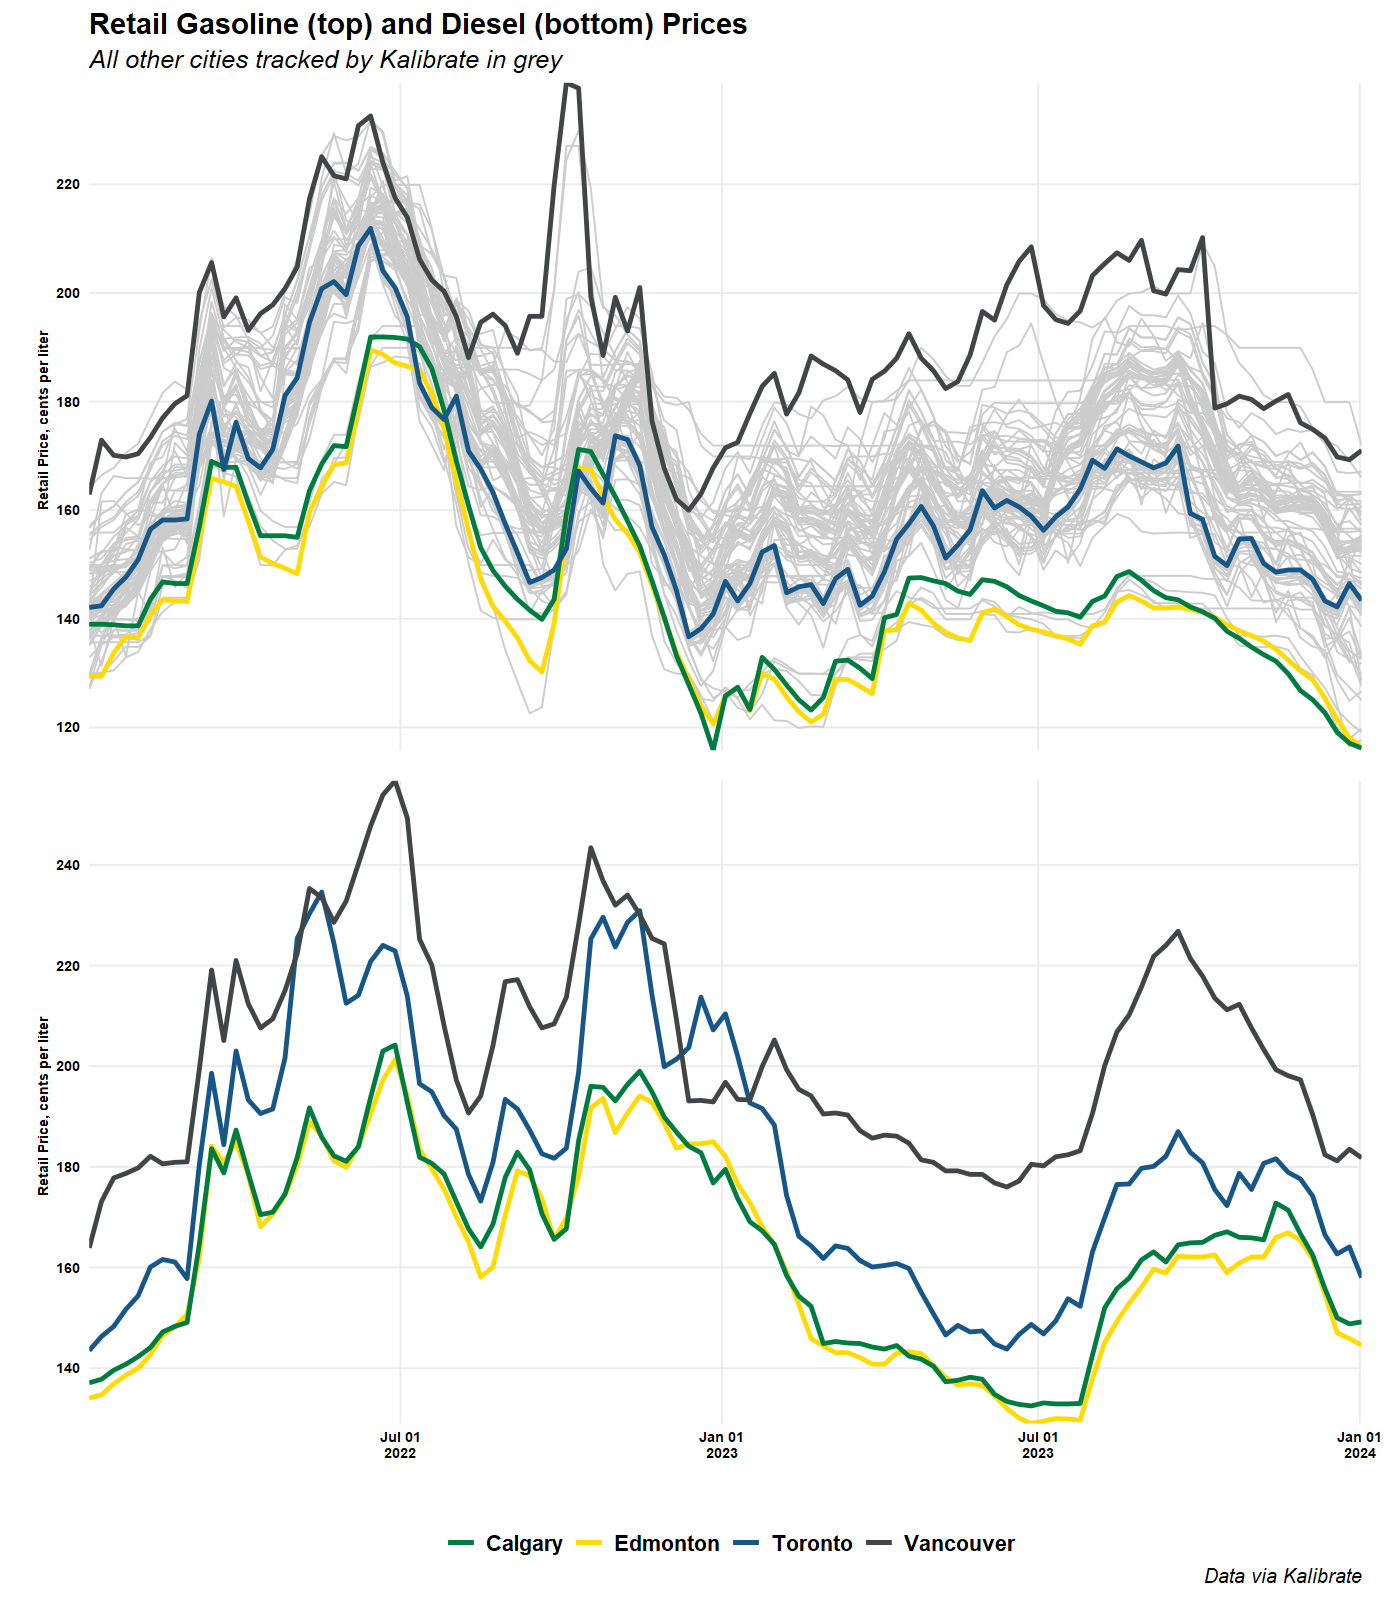 Retail Gasoline (top) and Diesel (bottom) Prices
All other cities tracked by Kalibrate in grey
Retail Price, cents per liter
220
200
180
160
140
120
Retail Price, cents per liter
240
220
200
180
160
140
Jul 01
2022
Jan 01
2023
Jul 01
2023
Jan 01
2024
Calgary
Edmonton
Toronto
Vancouver
Data via Kalibrate